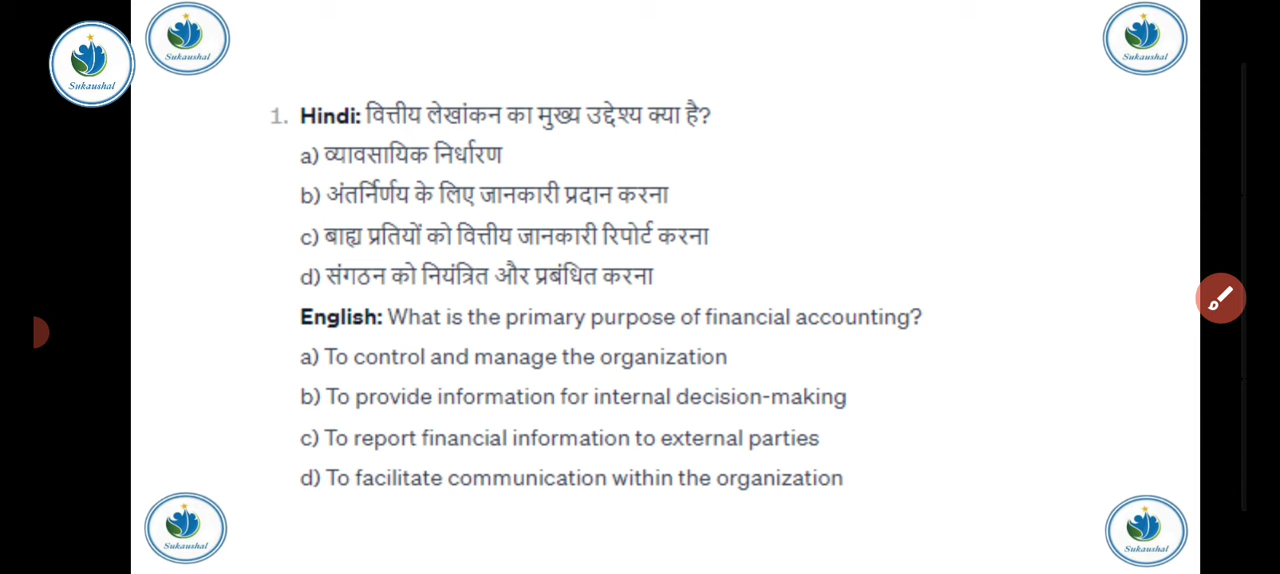 Sukaushal
Sukaushal
Sukaushal
1. Hindi: वित्तीय लेखांकन का मुख्य उद्देश्य क्या है?
a) व्यावसायिक निर्धारण
b) अंतर्निर्णय के लिए जानकारी प्रदान करना
c) बाह्य प्रतियों को वित्तीय जानकारी रिपोर्ट करना
d) संगठन को नियंत्रित और प्रबंधित करना
English: What is the primary purpose of financial accounting?
a) To control and manage the organization
b) To provide information for internal decision-making
c) To report financial information to external parties
d) To facilitate communication within the organization
Sukaushal
Sukaushal